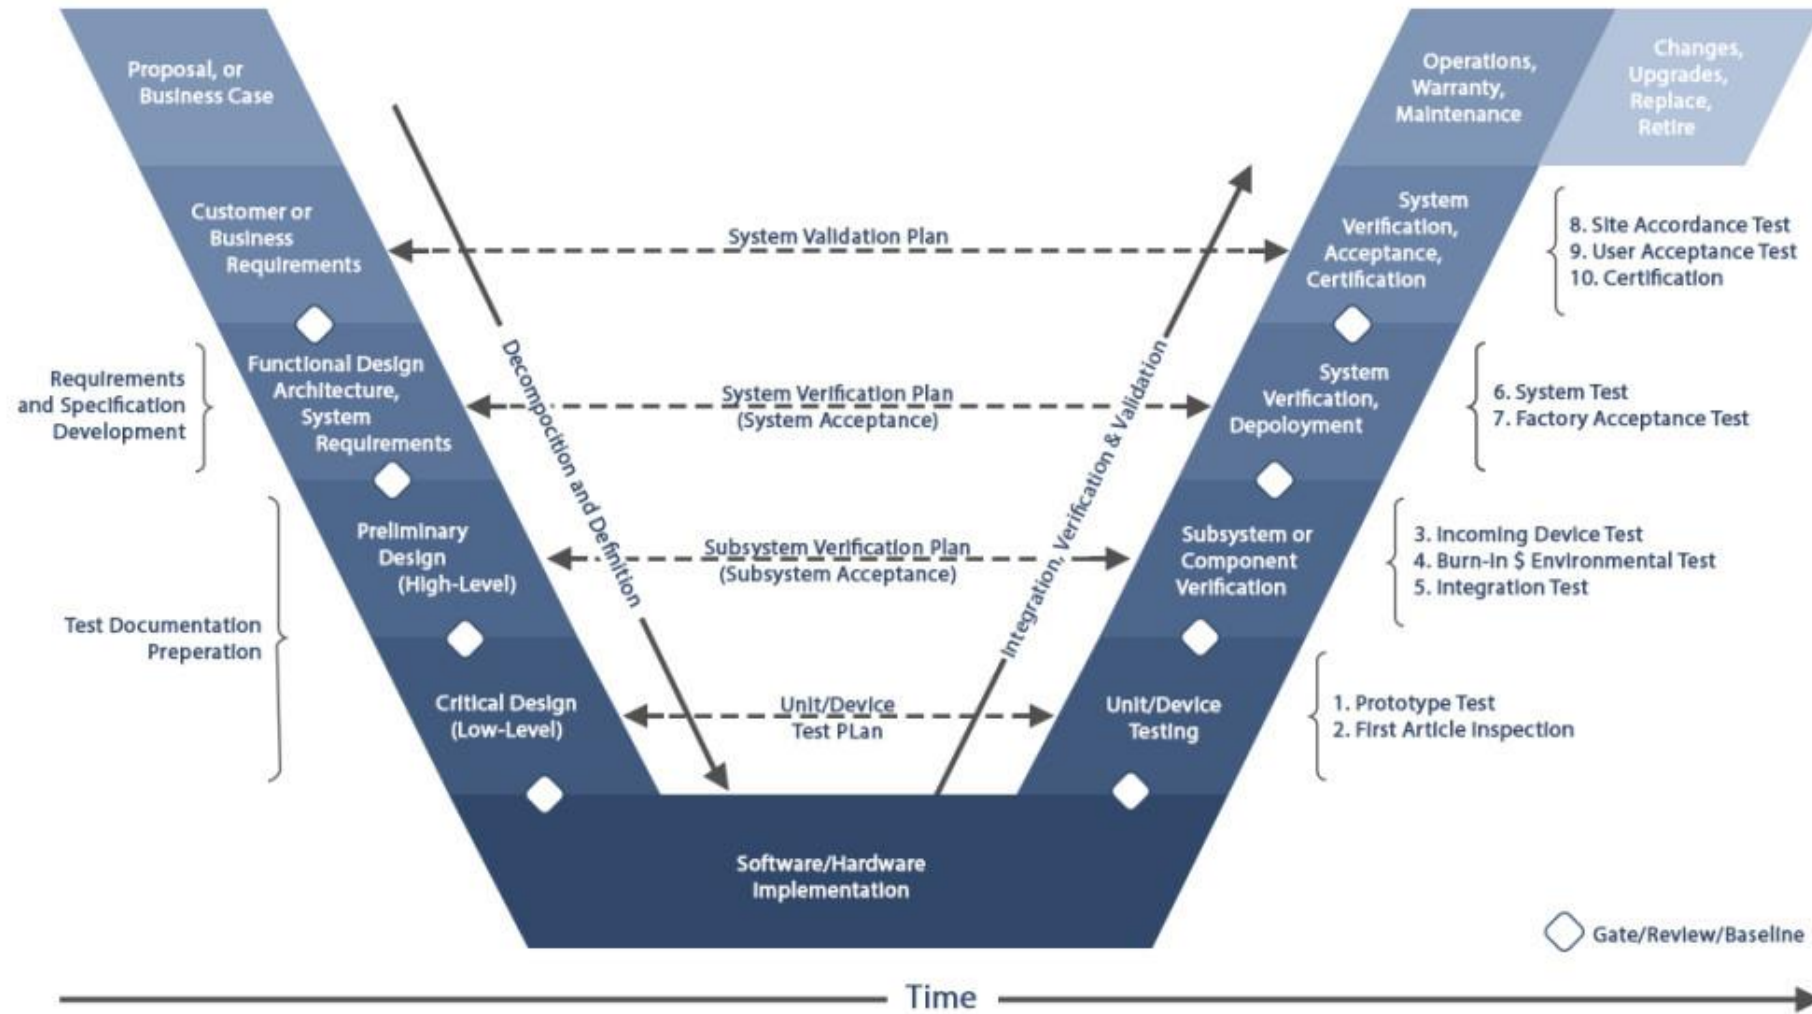 Proposal, or
Business Case
Operations,
Warranty,
Maintenance
Changes,
Upgrades,
Replace,
Retire
Customer or
Business
Requirements
System Validation Plan
System
Verification,
Acceptance,
Certification
8. Site Accordance Test
9. User Acceptance Test
10. Certification
Requirements
and Specification
Development
Functional Design
Architecture,
System
Requirements
Decompocition and Definition
System Verification Plan
(System Acceptance)
Integration, Verification & Validation
System
Verification,
Depoloyment
6. System Test
7. Factory Acceptance Test
Test Documentation
Preperation
Preliminary
Design
(High-Level)
Subsystem Verification Plan
(Subsystem Acceptance)
Subsystem or
Component
Verification
3. Incoming Device Test
4. Burn-in $ Environmental Test
5. Integration Test
Critical Design
(Low-Level)
Unit/Device
Test PLan
Unit/Device
Testing
1. Prototype Test
2. First Article Inspection
Software/Hardware
Implementation
Gate/Review/Baseline
Time